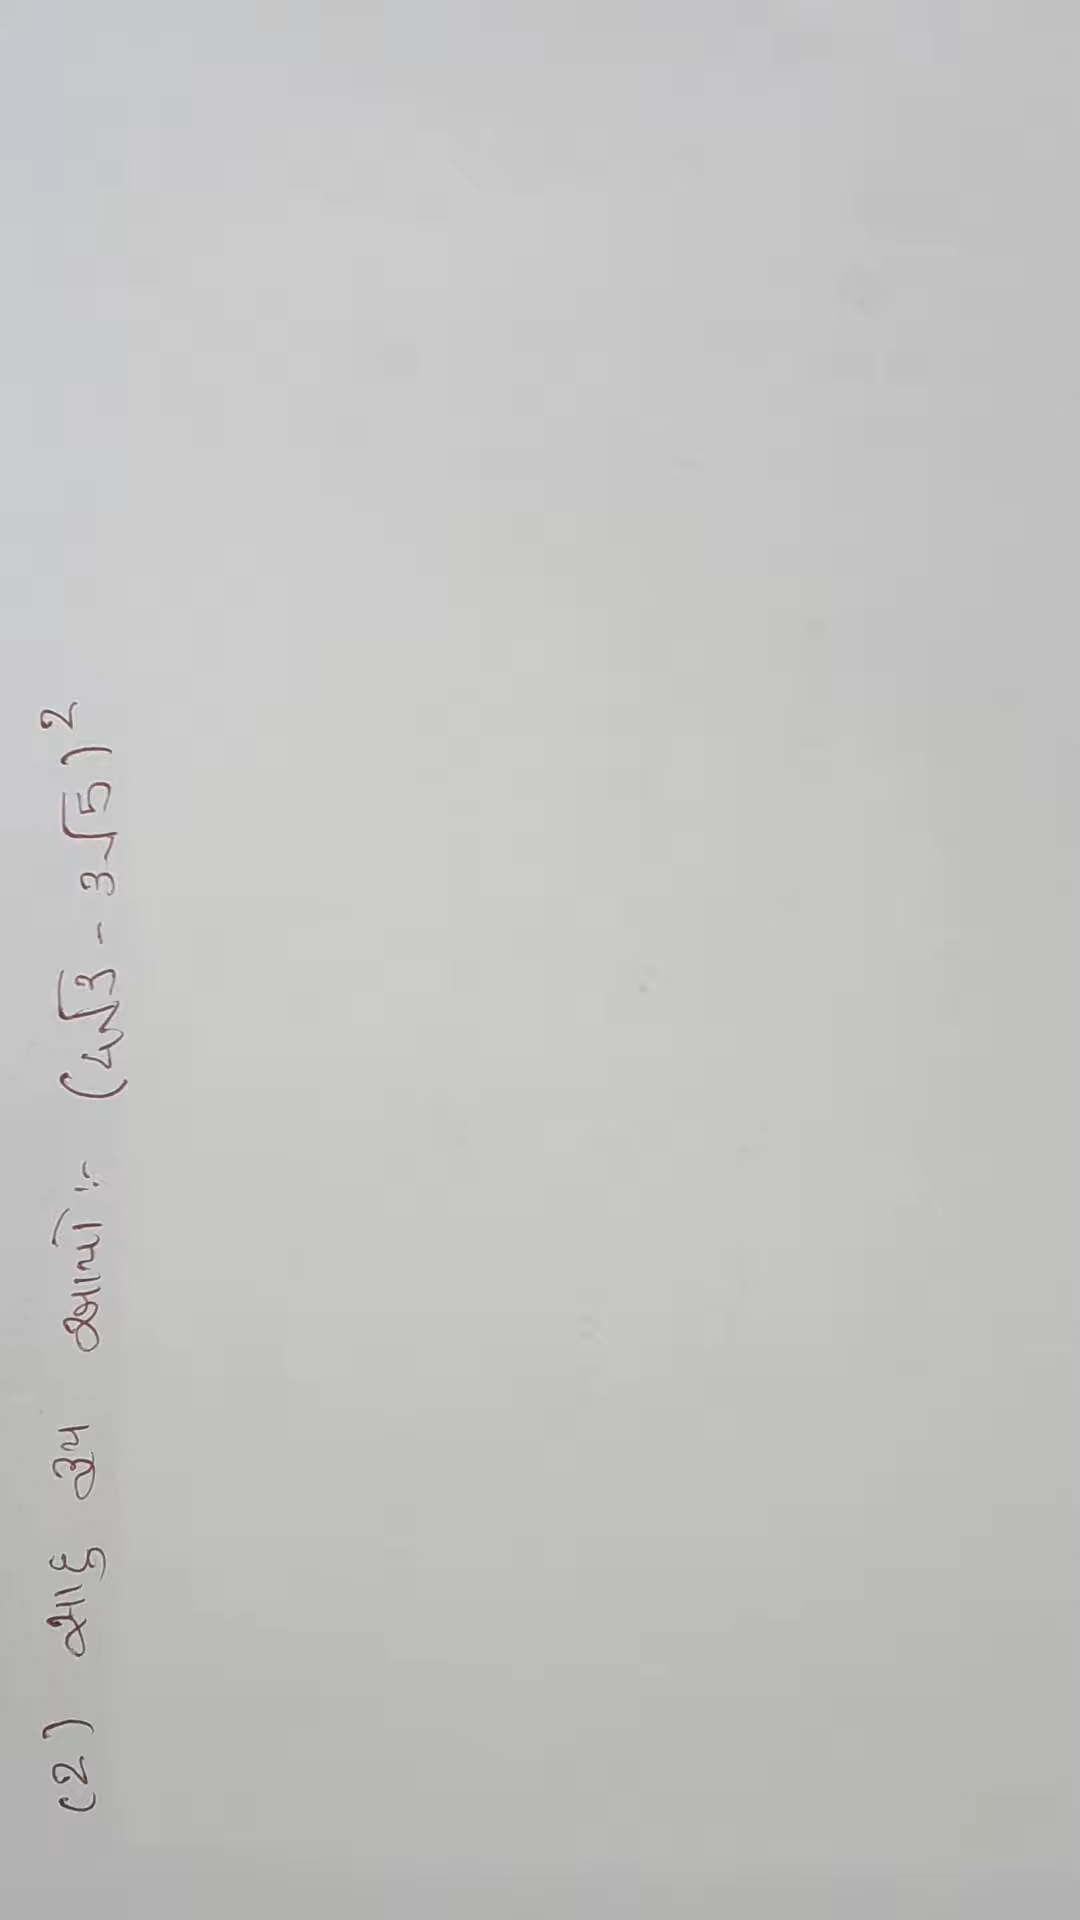 (2) સાદું રૂપ આપો :- (4√3 - 3√5)²